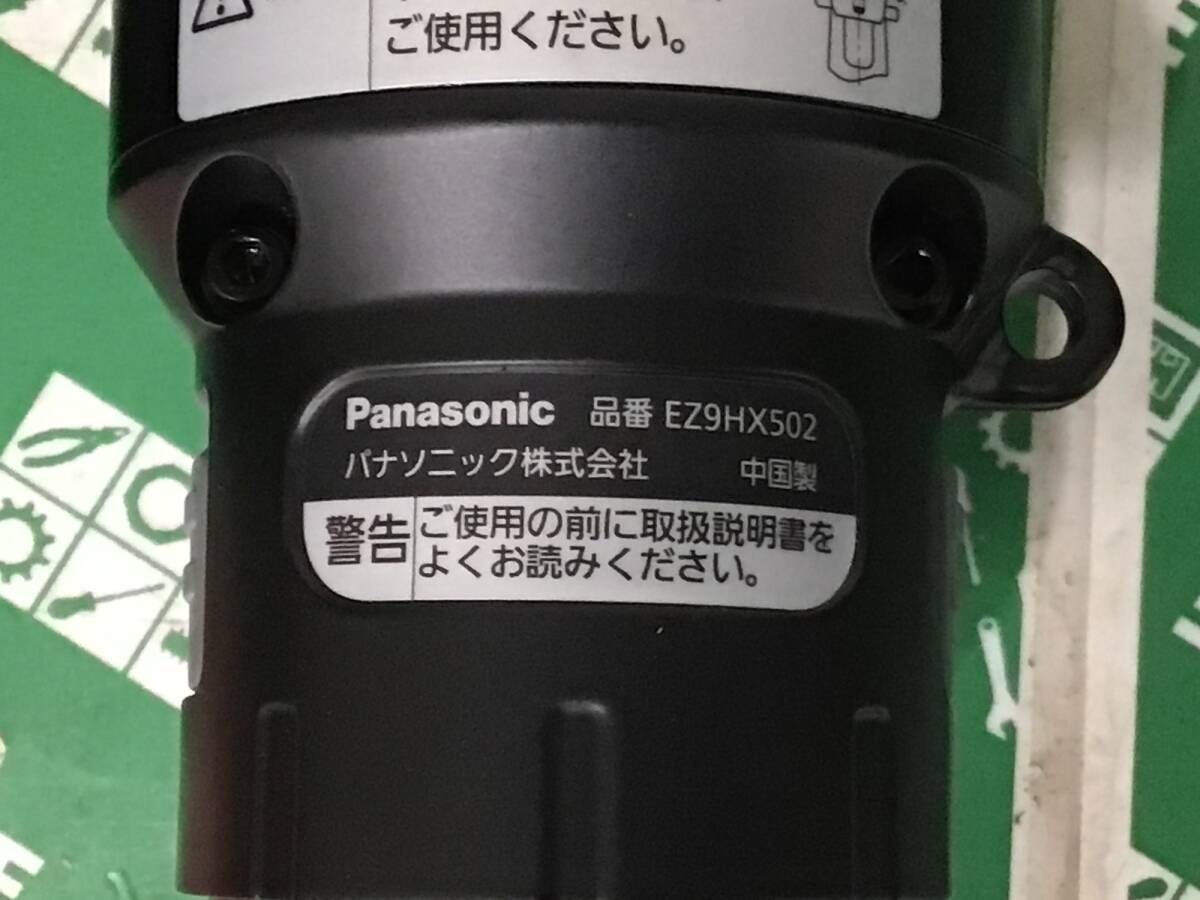 ご使用ください。
Panasonic 品番 EZ9HX502
パナソニック株式会社 中国製
警告 ご使用の前に取扱説明書を
よくお読みください。